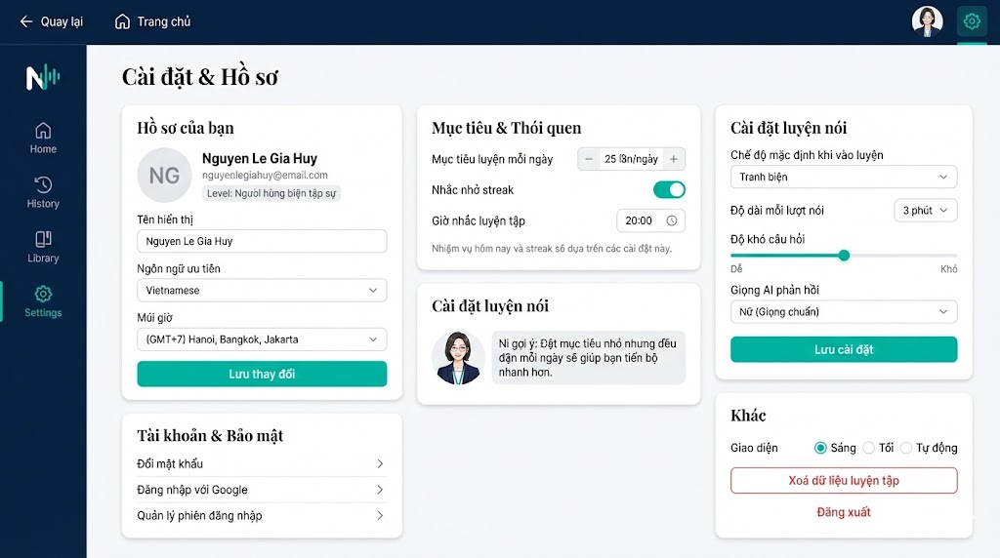 Quay lại
Trang chủ
N
Home
History
Library
Settings
Cài đặt & Hồ sơ
Hồ sơ của bạn
NG
Nguyen Le Gia Huy
nguyenlegiahuy@email.com
Level: Người hùng biện tập sự
Tên hiển thị
Nguyen Le Gia Huy
Ngôn ngữ ưu tiên
Vietnamese
Múi giờ
(GMT+7) Hanoi, Bangkok, Jakarta
Lưu thay đổi
Tài khoản & Bảo mật
Đổi mật khẩu
Đăng nhập với Google
Quản lý phiên đăng nhập
Mục tiêu & Thói quen
Mục tiêu luyện mỗi ngày
− 25 lần/ngày +
Nhắc nhở streak
Giờ nhắc luyện tập
20:00
Nhiệm vụ hôm nay và streak sẽ dựa trên các cài đặt này.
Cài đặt luyện nói
Ni gợi ý: Đặt mục tiêu nhỏ nhưng đều
đặn mỗi ngày sẽ giúp bạn tiến bộ
nhanh hơn.
Cài đặt luyện nói
Chế độ mặc định khi vào luyện
Tranh biện
Độ dài mỗi lượt nói
3 phút
Độ khó câu hỏi
Dễ
Khó
Giọng AI phản hồi
Nữ (Giọng chuẩn)
Lưu cài đặt
Khác
Giao diện
Sáng
Tối
Tự động
Xoá dữ liệu luyện tập
Đăng xuất